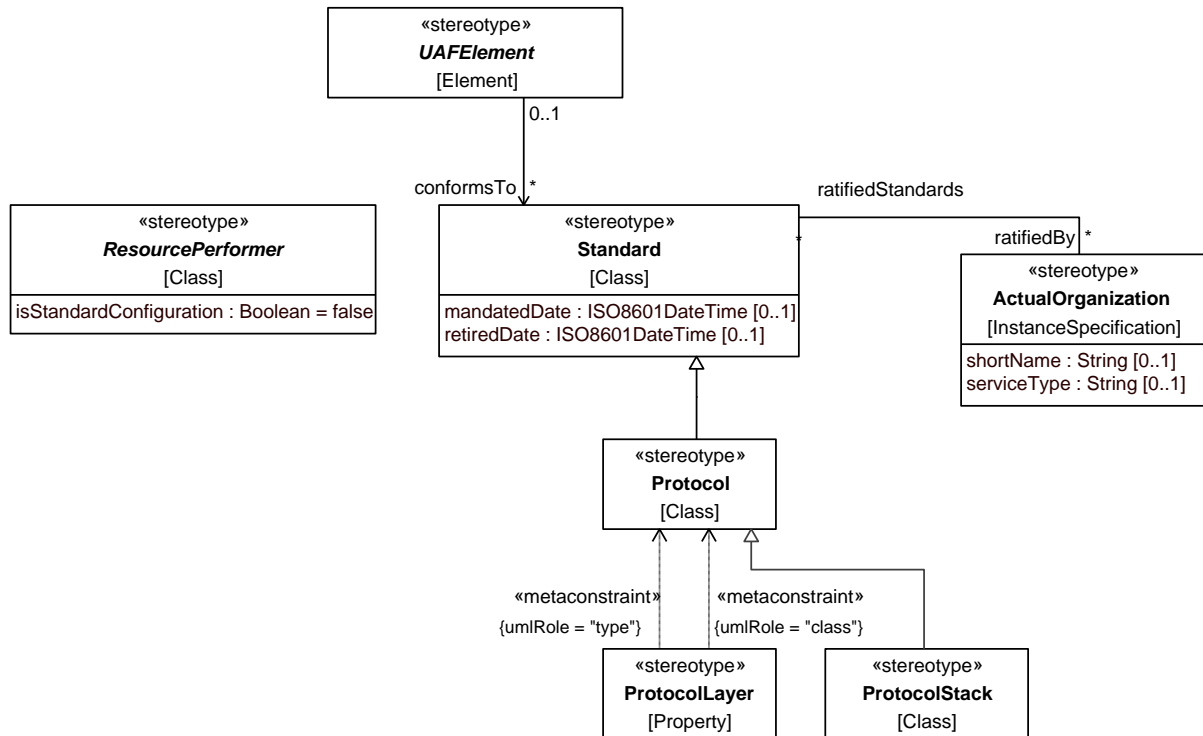 «stereotype»
UAFElement
[Element]
0..1
conformsTo *
ratifiedStandards
«stereotype»
ResourcePerformer
[Class]
isStandardConfiguration : Boolean = false
«stereotype»
Standard
[Class]
mandatedDate : ISO8601DateTime [0..1]
retiredDate : ISO8601DateTime [0..1]
*
ratifiedBy *
«stereotype»
ActualOrganization
[InstanceSpecification]
shortName : String [0..1]
serviceType : String [0..1]
«stereotype»
Protocol
[Class]
«metaconstraint»
{umlRole = "type"}
«metaconstraint»
{umlRole = "class"}
«stereotype»
ProtocolLayer
[Property]
«stereotype»
ProtocolStack
[Class]